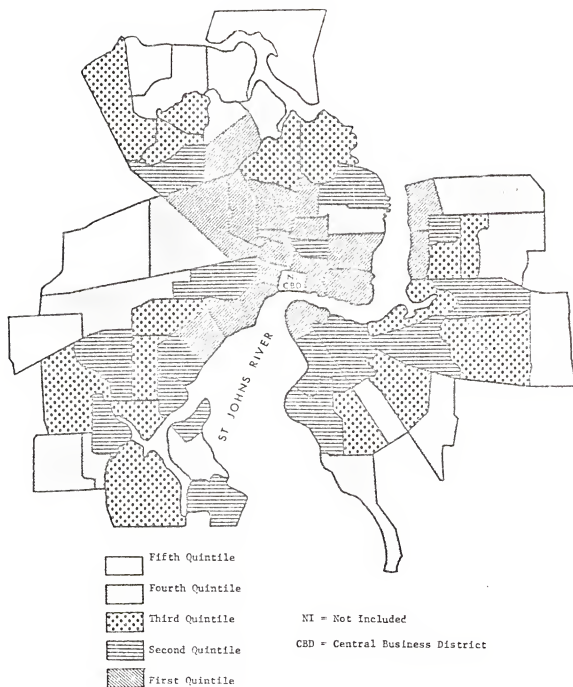 CBD
ST JOHNS RIVER
Fifth Quintile
Fourth Quintile
Third Quintile
Second Quintile
First Quintile
NI = Not Included
CBD = Central Business District